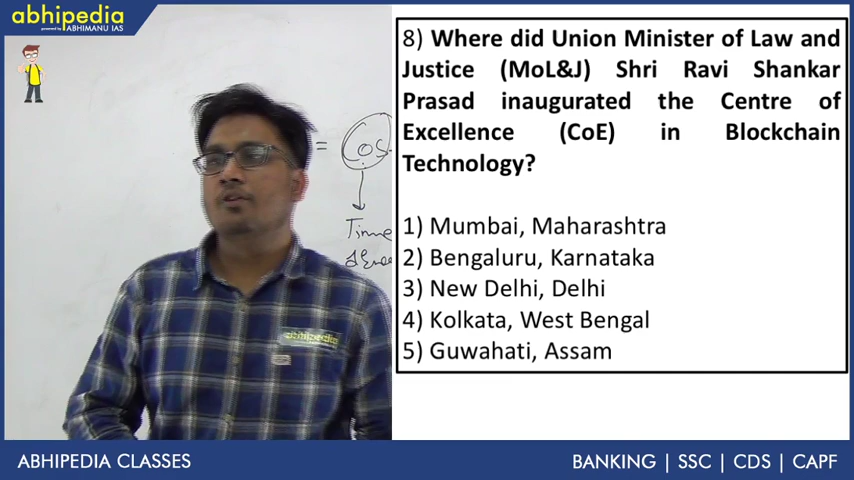 abhipedia
powered by ABHIMANU IAS
8) Where did Union Minister of Law and
Justice (MoL&J) Shri Ravi Shankar
Prasad inaugurated the Centre of
Excellence (CoE) in Blockchain
Technology?
1) Mumbai, Maharashtra
2) Bengaluru, Karnataka
3) New Delhi, Delhi
4) Kolkata, West Bengal
5) Guwahati, Assam
= Cos
Time
abhipedia
ABHIPEDIA CLASSES
BANKING | SSC | CDS | CAPF